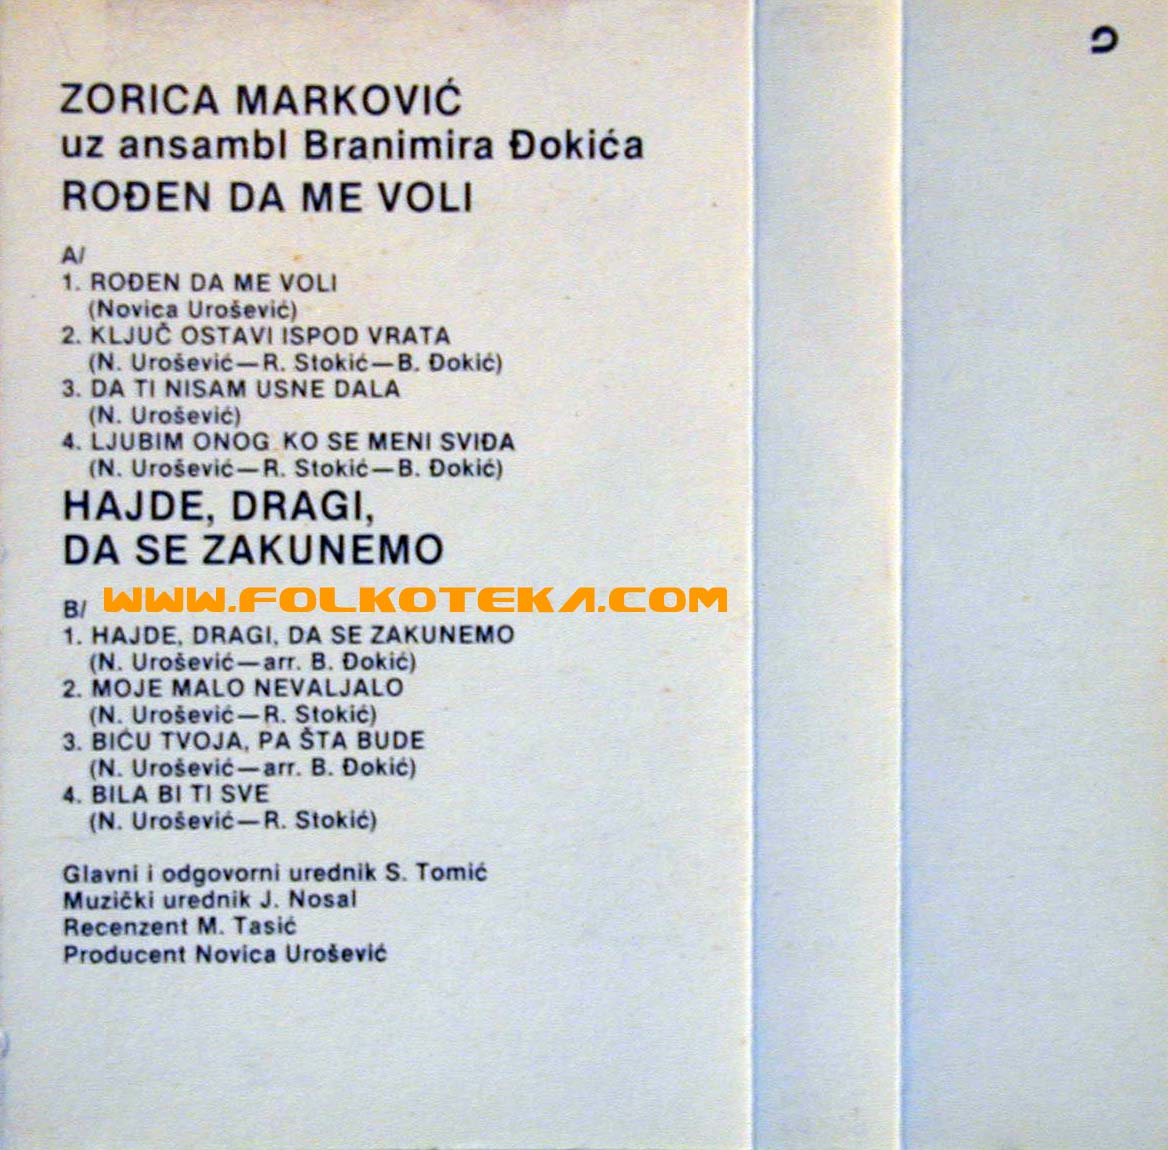 ZORICA MARKOVIĆ
uz ansambl Branimira Đokića
ROĐEN DA ME VOLI
A/
1. ROĐEN DA ME VOLI
(Novica Urošević)
2. KLJUČ OSTAVI ISPOD VRATA
(N. Urošević—R. Stokić—B. Đokić)
3. DA TI NISAM USNE DALA
(N. Urošević)
4. LJUBIM ONOG KO SE MENI SVIĐA
(N. Urošević—R. Stokić—B. Đokić)
HAJDE, DRAGI,
DA SE ZAKUNEMO
WWW.FOLKOTEKA.COM
B/
1. HAJDE, DRAGI, DA SE ZAKUNEMO
(N. Urošević—arr. B. Đokić)
2. MOJE MALO NEVALJALO
(N. Urošević—R. Stokić)
3. BIĆU TVOJA, PA ŠTA BUDE
(N. Urošević—arr. B. Đokić)
4. BILA BI TI SVE
(N. Urošević—R. Stokić)
Glavni i odgovorni urednik S. Tomić
Muzički urednik J. Nosal
Recenzent M. Tasić
Producent Novica Urošević